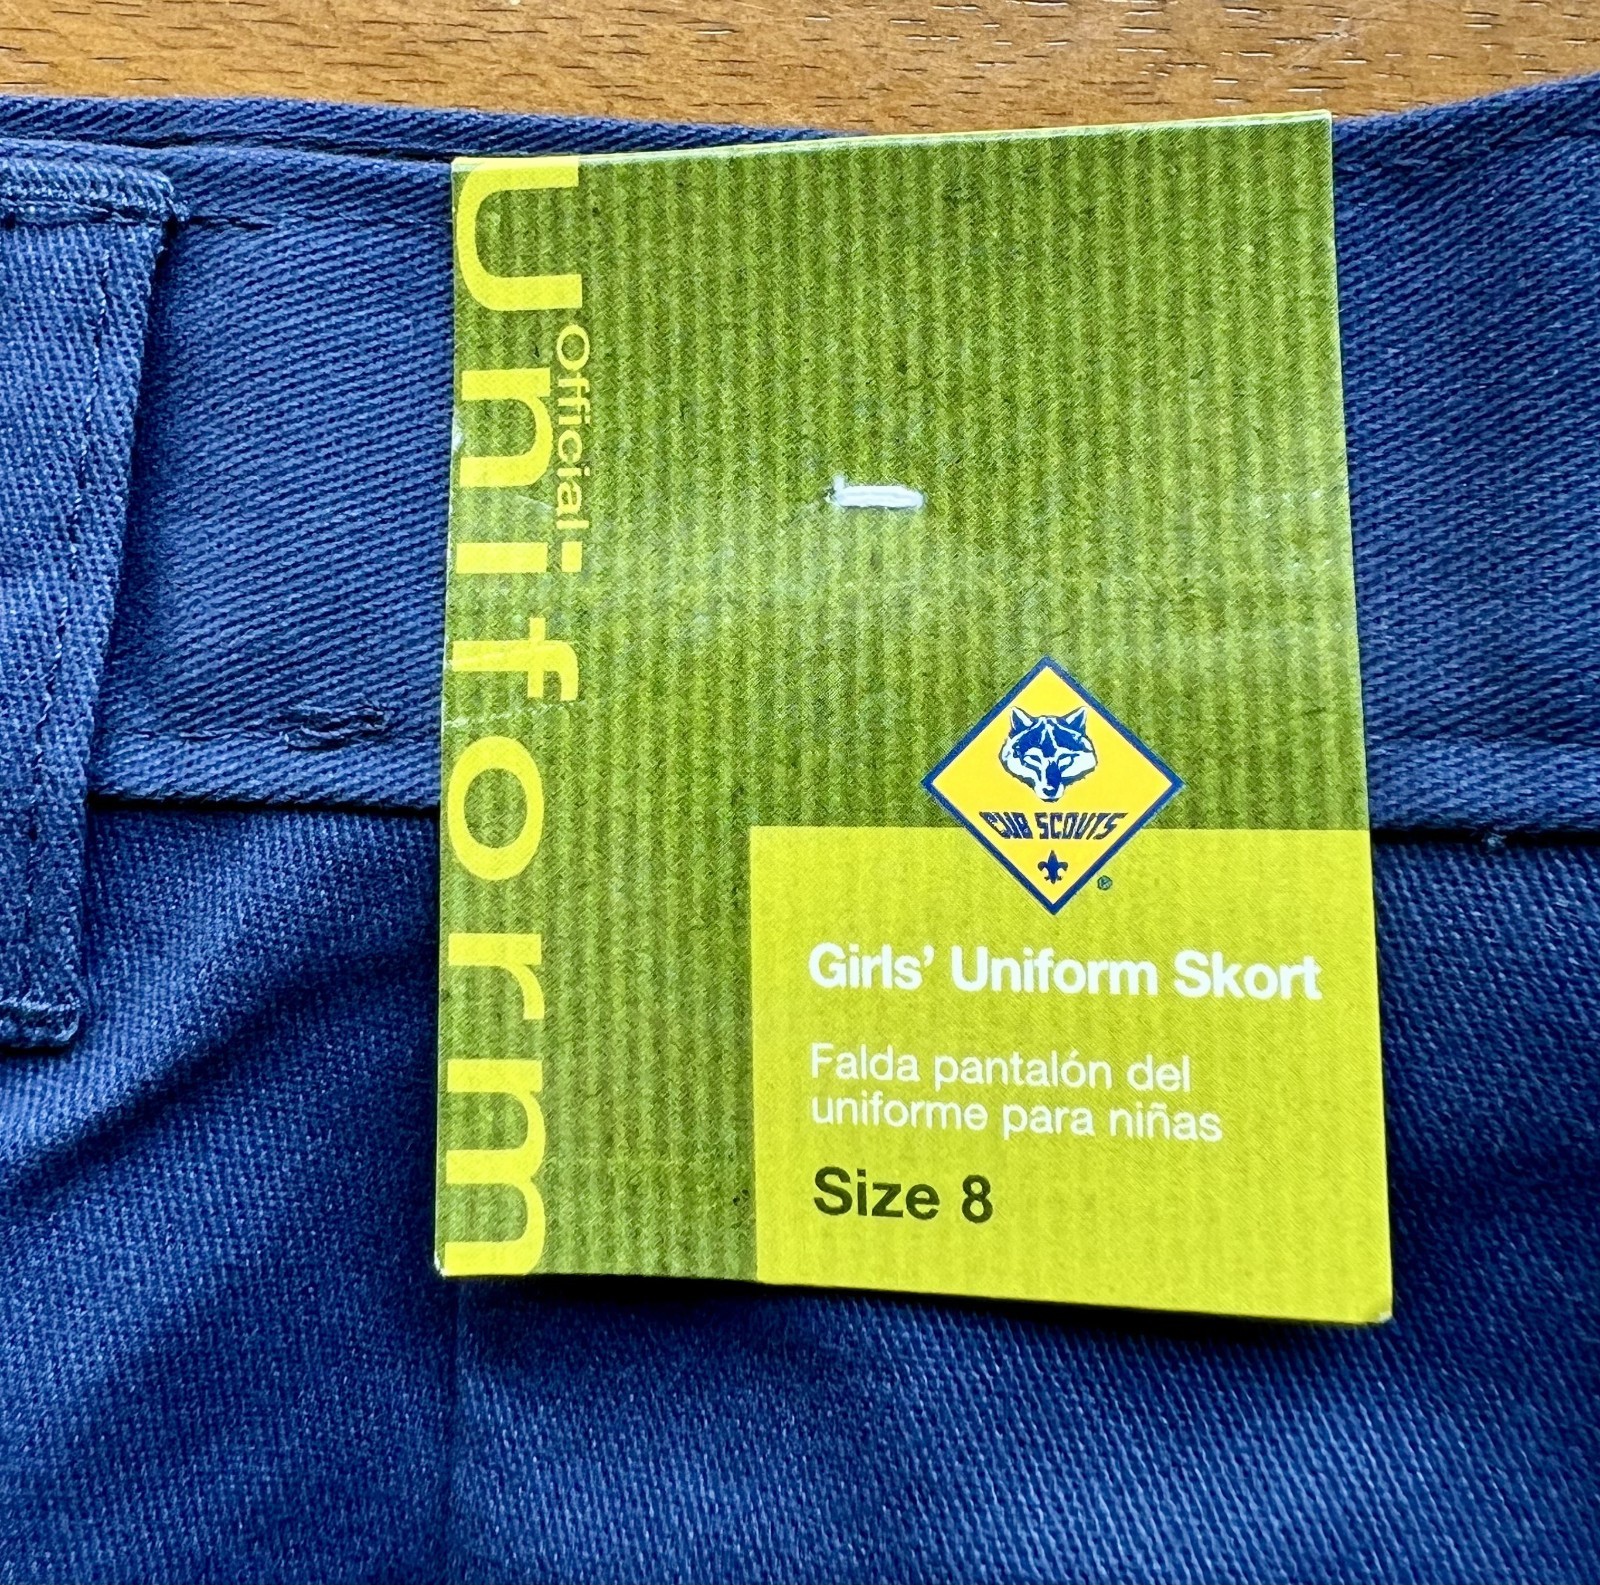 Official
Uniform
CUB SCOUTS
®
Girls' Uniform Skort
Falda pantalón del
uniforme para niñas
Size 8